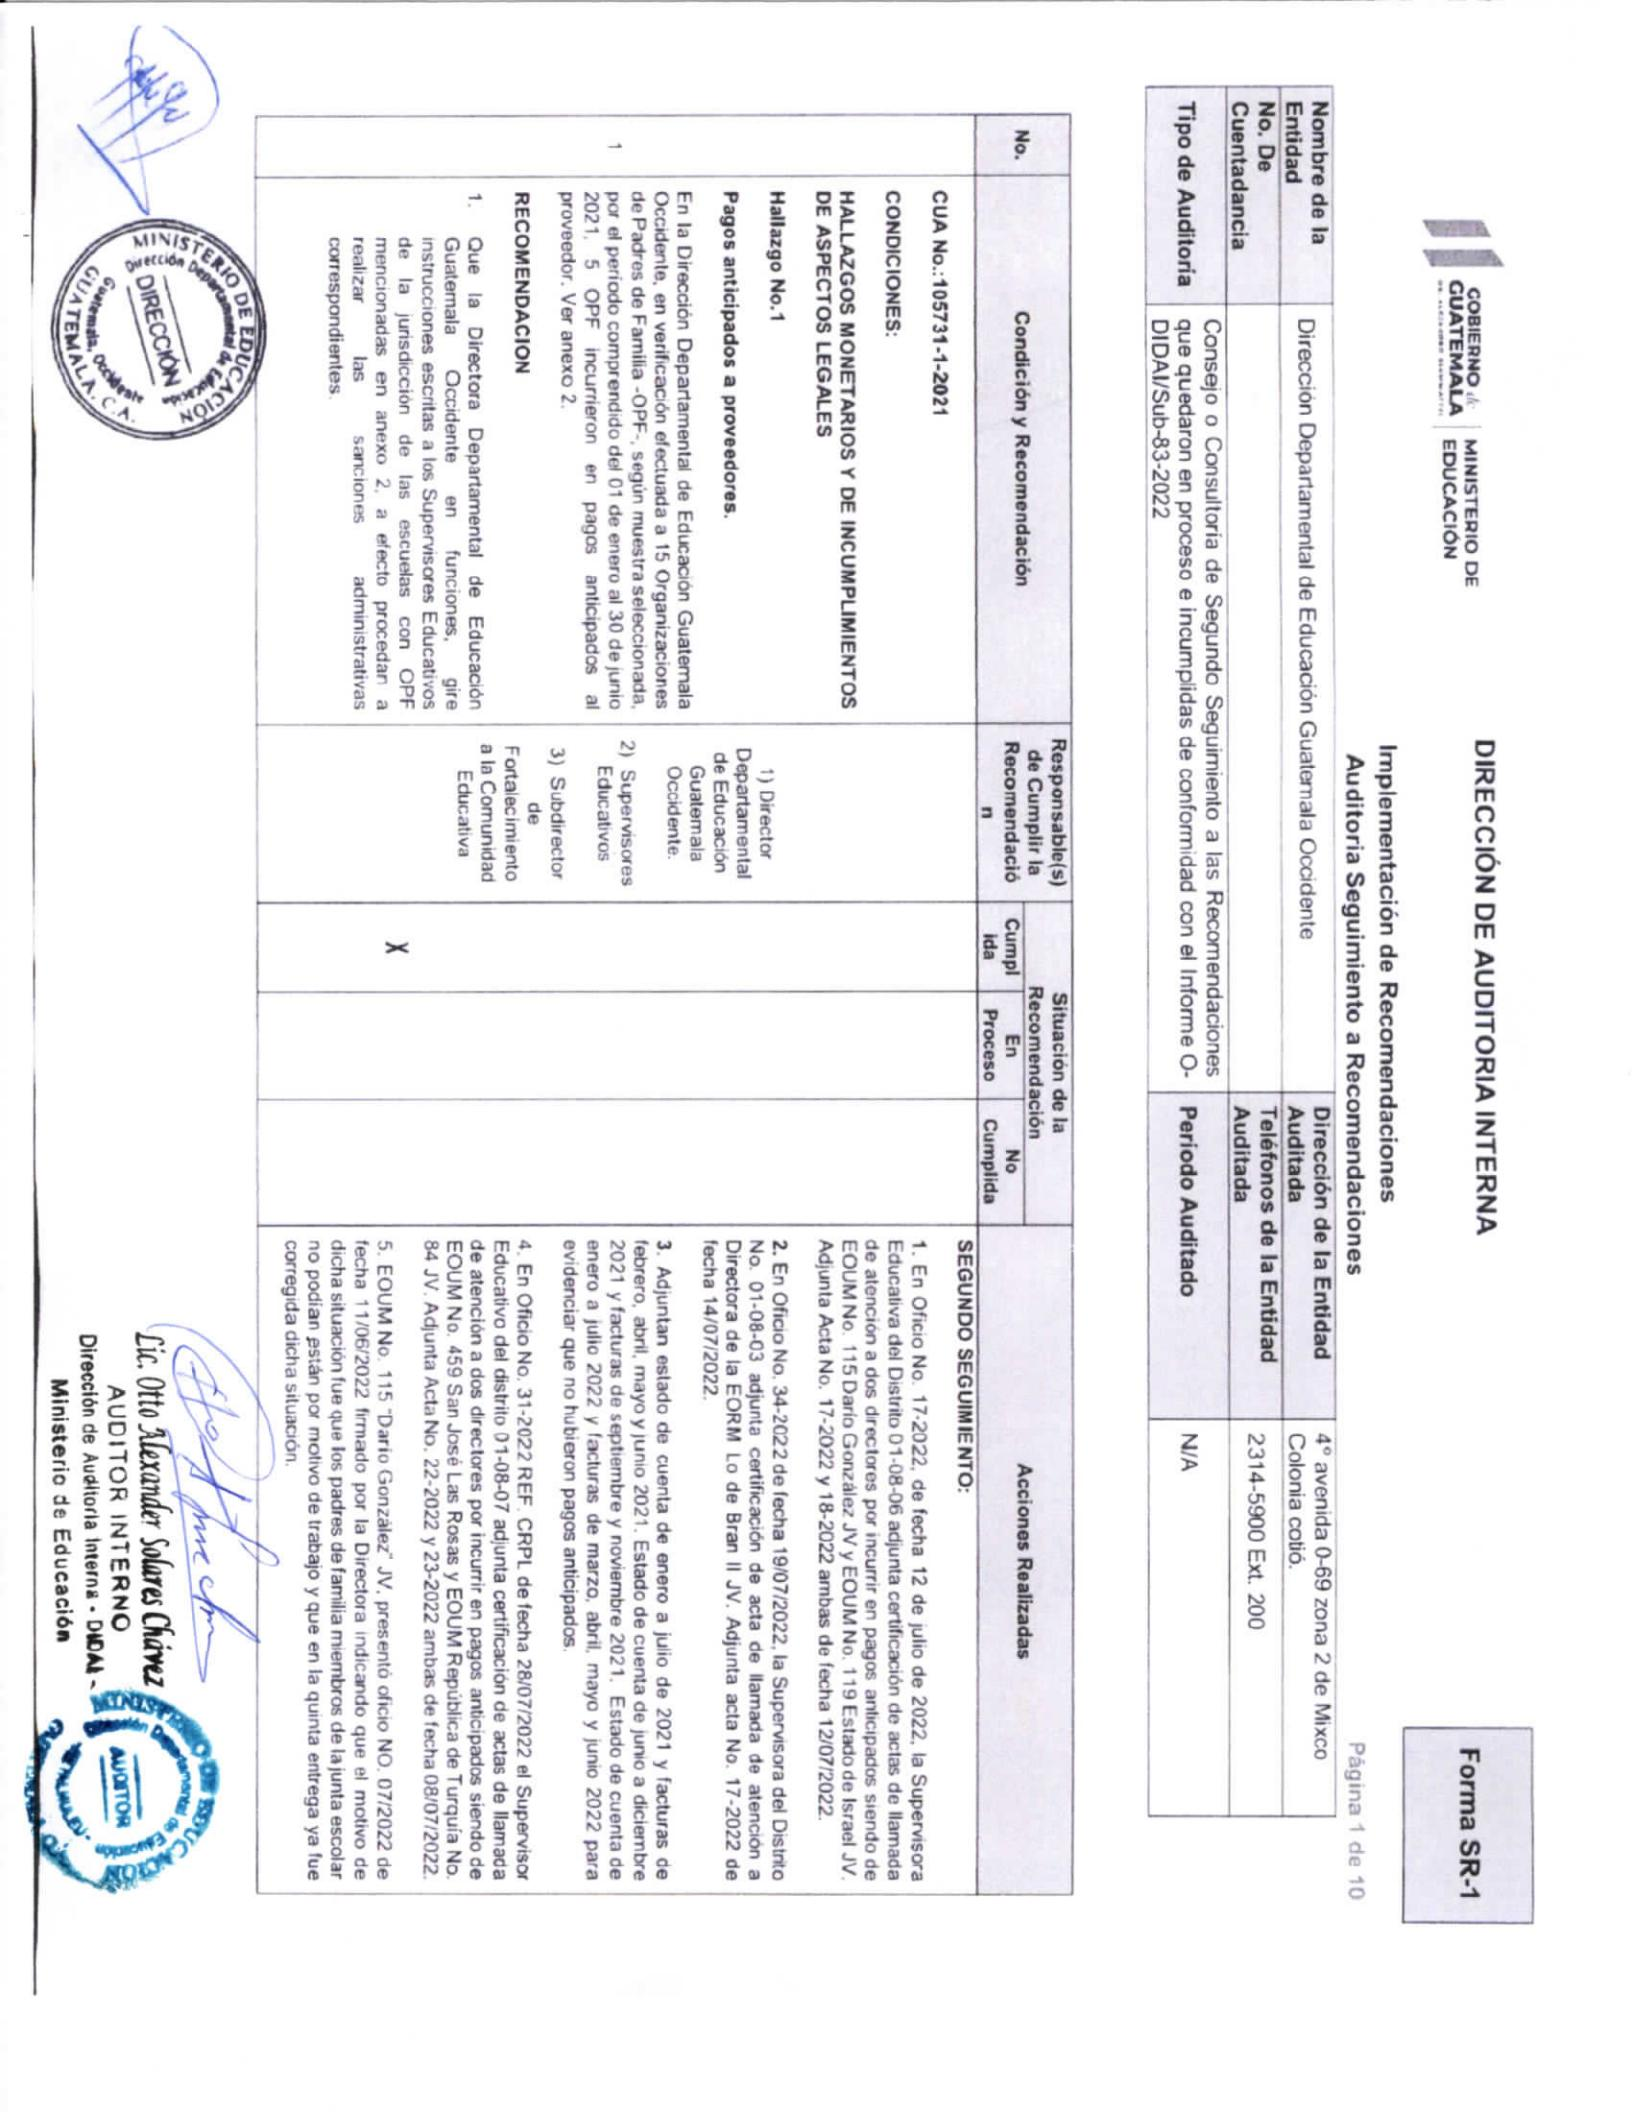 GOBIERNO de
GUATEMALA
MINISTERIO DE
EDUCACIÓN
DIRECCIÓN DE AUDITORIA INTERNA
Forma SR-1
Implementación de Recomendaciones
Auditoria Seguimiento a Recomendaciones
Página 1 de 10
Nombre de la
Entidad
Dirección Departamental de Educación Guatemala Occidente
Dirección de la Entidad
Auditada
4º avenida 0-69 zona 2 de Mixco
Colonia cotió.
No. De
Cuentadancia
Teléfonos de la Entidad
Auditada
2314-5900 Ext. 200
Tipo de Auditoria
Consejo o Consultoría de Segundo Seguimiento a las Recomendaciones
que quedaron en proceso e incumplidas de conformidad con el Informe O-
DIDAI/Sub-83-2022
Periodo Auditado
N/A
No.
Condición y Recomendación
Responsable(s)
de Cumplir la
Recomendació
n
Situación de la
Recomendación
Cumpl
ida
En
Proceso
No
Cumplida
Acciones Realizadas
1
CUA No.:105731-1-2021
CONDICIONES:
HALLAZGOS MONETARIOS Y DE INCUMPLIMIENTOS
DE ASPECTOS LEGALES
Hallazgo No.1
Pagos anticipados a proveedores.
En la Dirección Departamental de Educación Guatemala
Occidente, en verificación efectuada a 15 Organizaciones
de Padres de Familia -OPF-, según muestra seleccionada,
por el período comprendido del 01 de enero al 30 de junio
2021, 5 OPF incurrieron en pagos anticipados al
proveedor. Ver anexo 2.
RECOMENDACION
1. Que la Directora Departamental de Educación
Guatemala Occidente en funciones, gire
instrucciones escritas a los Supervisores Educativos
de la jurisdicción de las escuelas con OPF
mencionadas en anexo 2, a efecto procedan a
realizar las sanciones administrativas
correspondientes.
1) Director
Departamental
de Educación
Guatemala
Occidente.
2) Supervisores
Educativos
3) Subdirector
de
Fortalecimiento
a la Comunidad
Educativa
X
SEGUNDO SEGUIMIENTO:
1. En Oficio No. 17-2022, de fecha 12 de julio de 2022, la Supervisora
Educativa del Distrito 01-08-06 adjunta certificación de actas de llamada
de atención a dos directores por incurrir en pagos anticipados siendo de
EOUM No. 115 Darío González JV y EOUM No. 119 Estado de Israel JV.
Adjunta Acta No. 17-2022 y 18-2022 ambas de fecha 12/07/2022.
2. En Oficio No. 34-2022 de fecha 19/07/2022, la Supervisora del Distrito
No. 01-08-03 adjunta certificación de acta de llamada de atención a
Directora de la EORM Lo de Bran II JV. Adjunta acta No. 17-2022 de
fecha 14/07/2022.
3. Adjuntan estado de cuenta de enero a julio de 2021 y facturas de
febrero, abril, mayo y junio 2021. Estado de cuenta de junio a diciembre
2021 y facturas de septiembre y noviembre 2021. Estado de cuenta de
enero a julio 2022 y facturas de marzo, abril, mayo y junio 2022 para
evidenciar que no hubieron pagos anticipados.
4. En Oficio No. 31-2022 REF. CRPL de fecha 28/07/2022 el Supervisor
Educativo del distrito 01-08-07 adjunta certificación de actas de llamada
de atención a dos directores por incurrir en pagos anticipados siendo de
EOUM No. 459 San José Las Rosas y EOUM República de Turquía No.
84 JV. Adjunta Acta No. 22-2022 y 23-2022 ambas de fecha 08/07/2022.
5. EOUM No. 115 "Darío González" JV, presentó oficio NO. 07/2022 de
fecha 11/06/2022 firmado por la Directora indicando que el motivo de
dicha situación fue que los padres de familia miembros de la junta escolar
no podían están por motivo de trabajo y que en la quinta entrega ya fue
corregida dicha situación.
MINISTERIO DE EDUCACIÓN
Dirección Departamental de Educación
DIRECCIÓN
Guatemala, Occidente
GUATEMALA, C.A.
Lic. Otto Alexander Solares Chávez
AUDITOR INTERNO
Dirección de Auditoría Interna - DIDAI -
Ministerio de Educación
MINISTERIO DE EDUCACIÓN
Dirección Departamental de Educación
AUDITOR